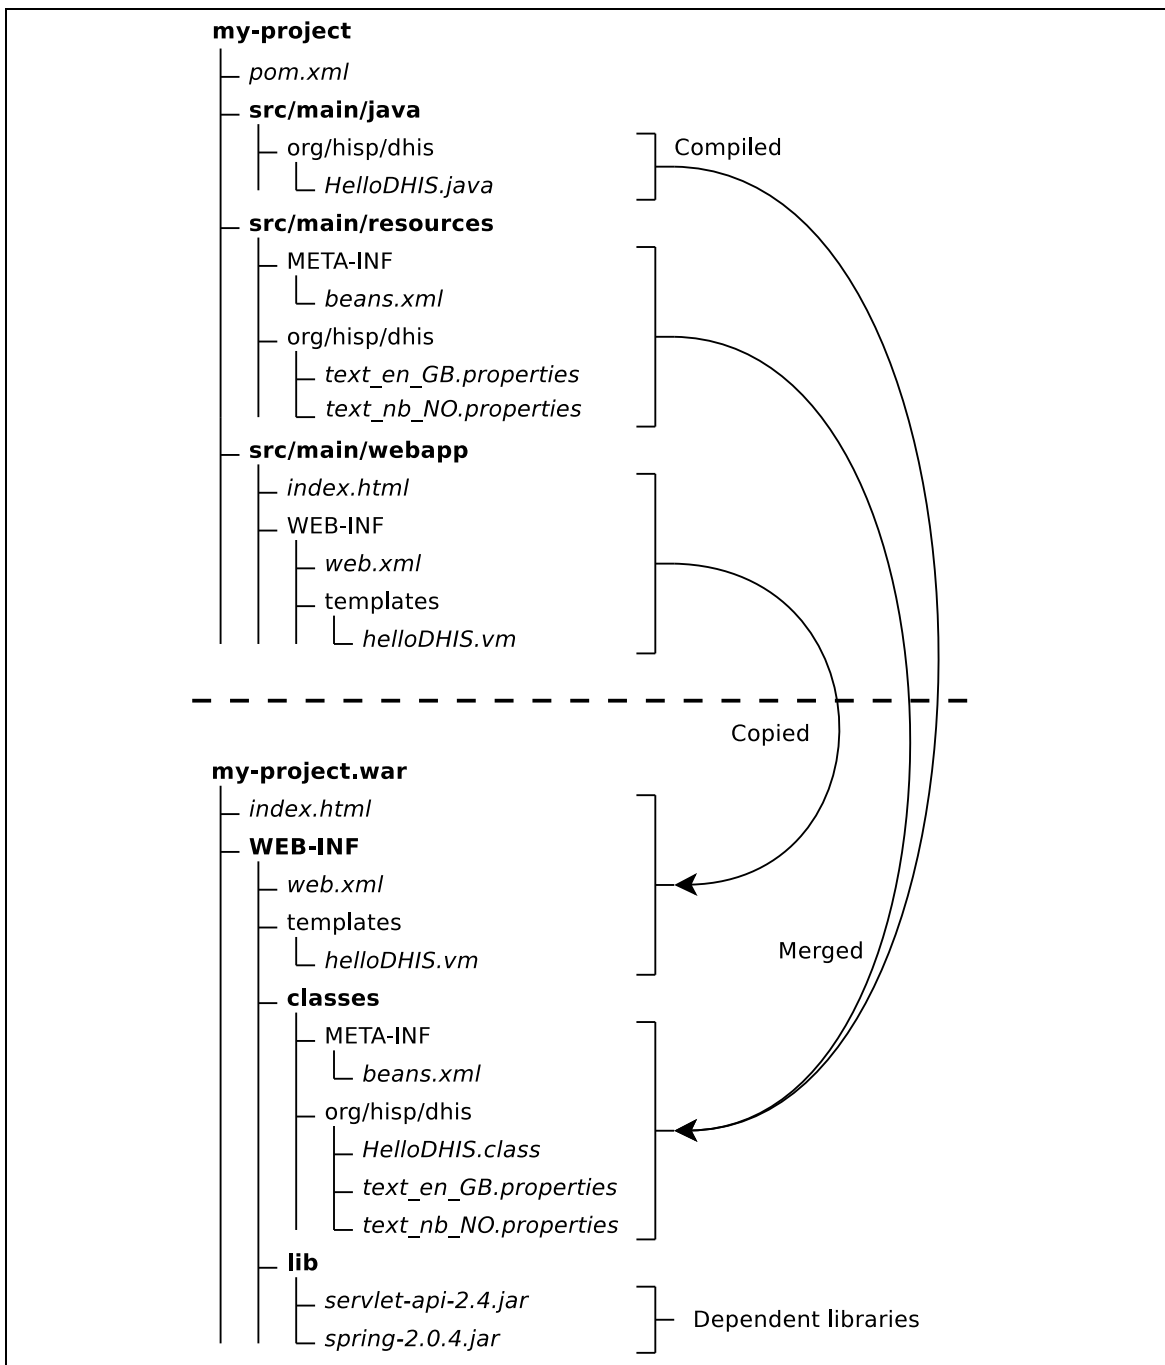 my-project
pom.xml
src/main/java
org/hisp/dhis
Compiled
HelloDHIS.java
src/main/resources
META-INF
beans.xml
org/hisp/dhis
text_en_GB.properties
text_nb_NO.properties
src/main/webapp
index.html
WEB-INF
web.xml
templates
helloDHIS.vm
Copied
my-project.war
index.html
WEB-INF
web.xml
templates
Merged
helloDHIS.vm
classes
META-INF
beans.xml
org/hisp/dhis
HelloDHIS.class
text_en_GB.properties
text_nb_NO.properties
lib
servlet-api-2.4.jar
Dependent libraries
spring-2.0.4.jar